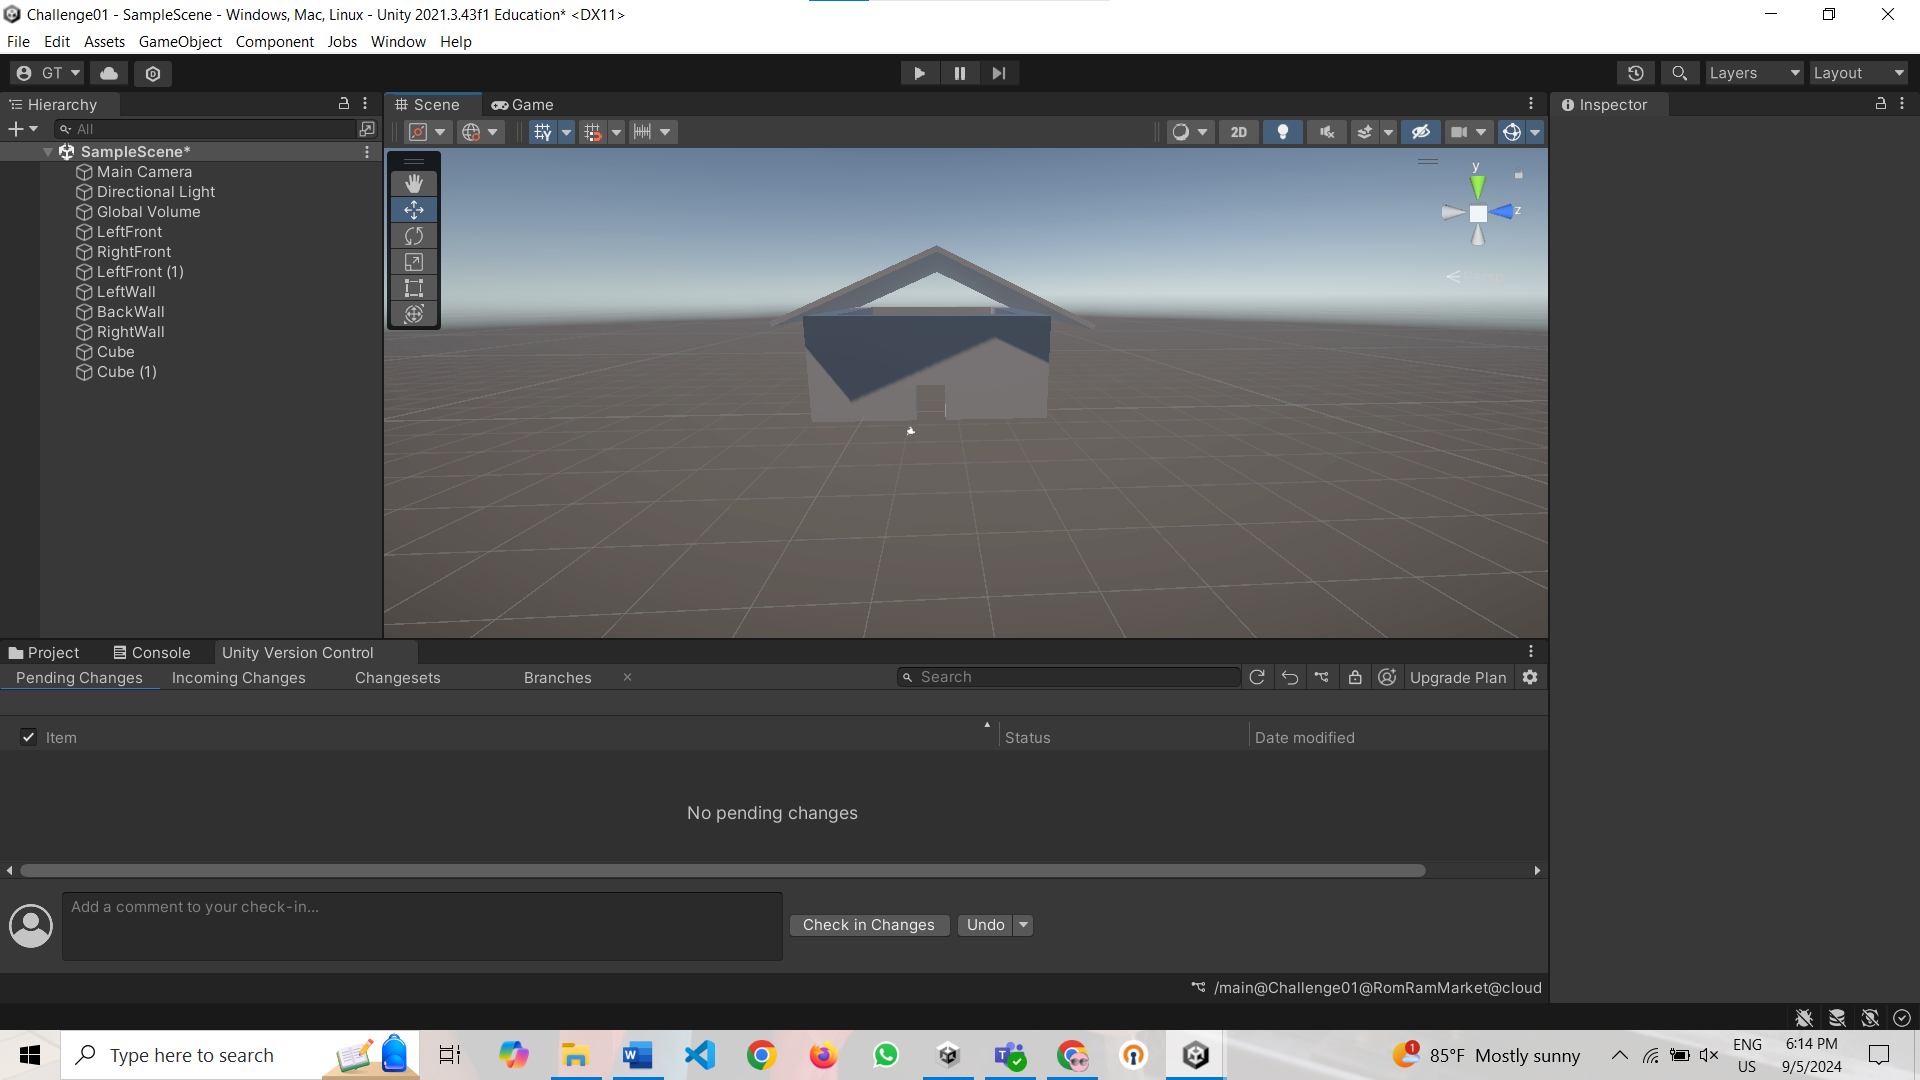 Challenge01 - SampleScene - Windows, Mac, Linux - Unity 2021.3.43f1 Education* <DX11>
File Edit Assets GameObject Component Jobs Window Help
GT Layers Layout
Hierarchy
Scene Game
Inspector
All
2D
SampleScene*
Main Camera
Directional Light
Global Volume
LeftFront
RightFront
LeftFront (1)
LeftWall
BackWall
RightWall
Cube
Cube (1)
y
z
Persp
Project Console Unity Version Control
Pending Changes Incoming Changes Changesets Branches × Search Upgrade Plan
Item Status Date modified
No pending changes
Add a comment to your check-in...
Check in Changes Undo
/main@Challenge01@RomRamMarket@cloud
Type here to search
1
85°F Mostly sunny
ENG
US
6:14 PM
9/5/2024